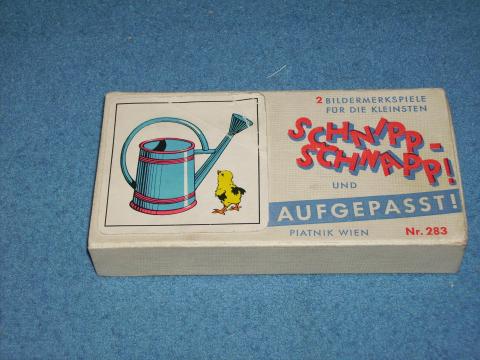 2 BILDERMERKSPIELE
FÜR DIE KLEINSTEN
SCHNIPP-
SCHNAPP!
UND
AUFGEPASST!
PIATNIK WIEN Nr. 283